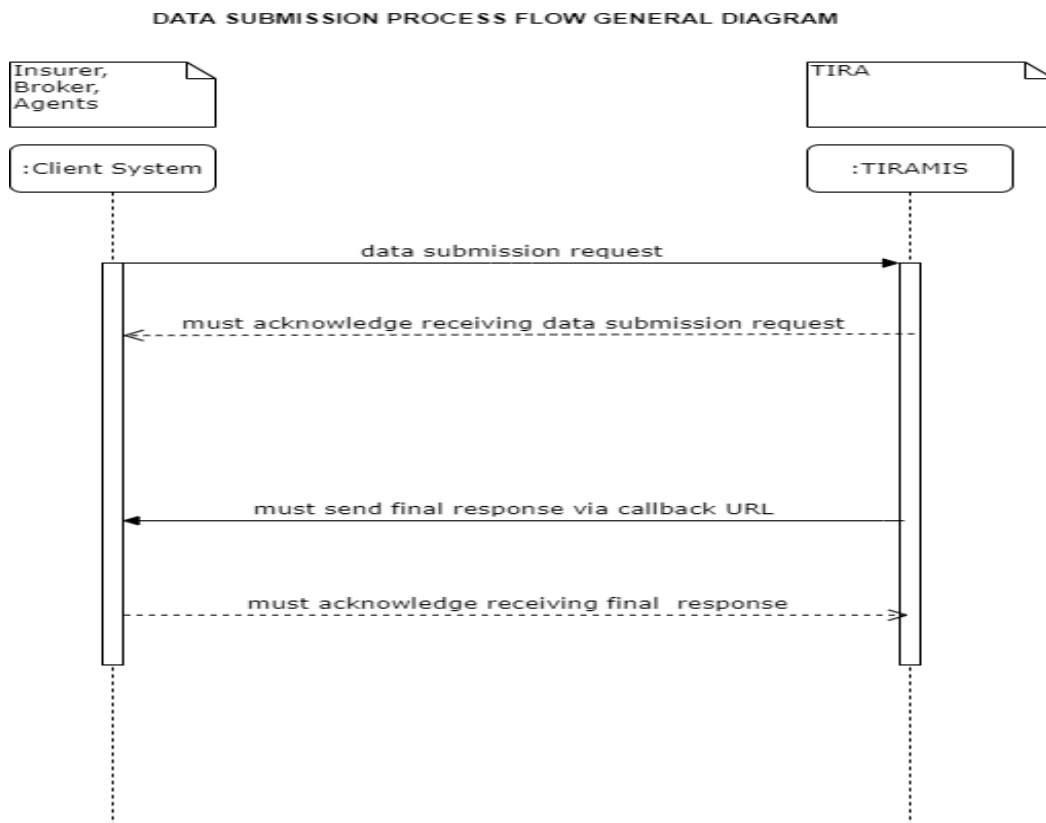 DATA SUBMISSION PROCESS FLOW GENERAL DIAGRAM
Insurer,
Broker,
Agents
TIRA
:Client System
:TIRAMIS
data submission request
must acknowledge receiving data submission request
must send final response via callback URL
must acknowledge receiving final response